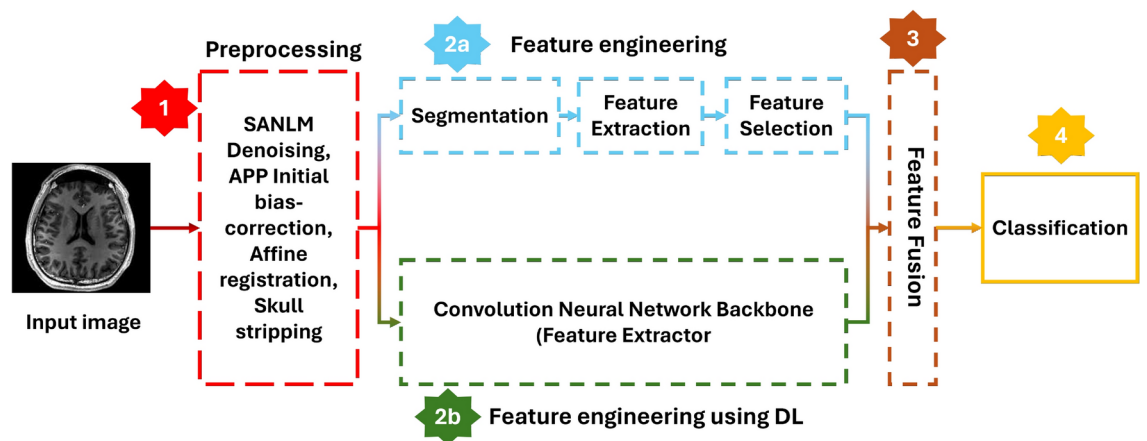 Preprocessing
1
SANLM
Denoising,
APP Initial
bias-
correction,
Affine
registration,
Skull
stripping
Input image
2a
Feature engineering
Segmentation
Feature
Extraction
Feature
Selection
Convolution Neural Network Backbone
(Feature Extractor
2b
Feature engineering using DL
3
Feature Fusion
4
Classification